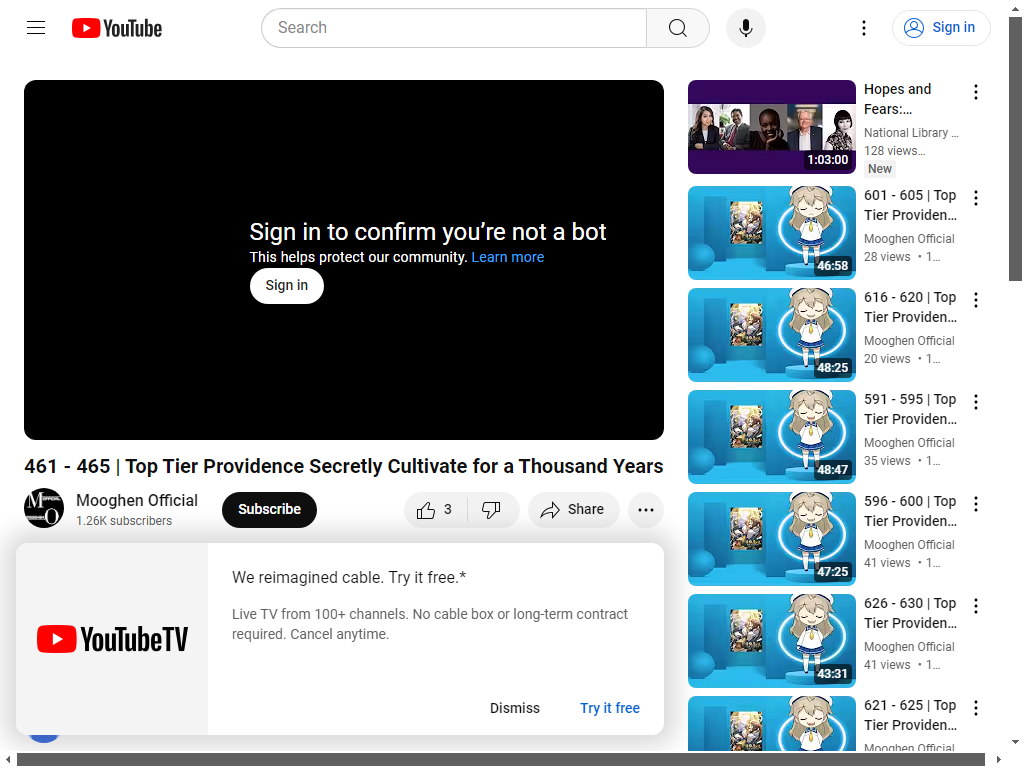 YouTube
Search
Sign in
Sign in to confirm you’re not a bot
This helps protect our community. Learn more
Sign in
461 - 465 | Top Tier Providence Secretly Cultivate for a Thousand Years
Mooghen Official
1.26K subscribers
Subscribe
3
Share
YouTubeTV
We reimagined cable. Try it free.*
Live TV from 100+ channels. No cable box or long-term contract
required. Cancel anytime.
Dismiss
Try it free
1:03:00
Hopes and
Fears:...
National Library ...
128 views...
New
46:58
601 - 605 | Top
Tier Providen...
Mooghen Official
28 views • 1...
48:25
616 - 620 | Top
Tier Providen...
Mooghen Official
20 views • 1...
48:47
591 - 595 | Top
Tier Providen...
Mooghen Official
35 views • 1...
47:25
596 - 600 | Top
Tier Providen...
Mooghen Official
41 views • 1...
43:31
626 - 630 | Top
Tier Providen...
Mooghen Official
41 views • 1...
621 - 625 | Top
Tier Providen...
Mooghen Official